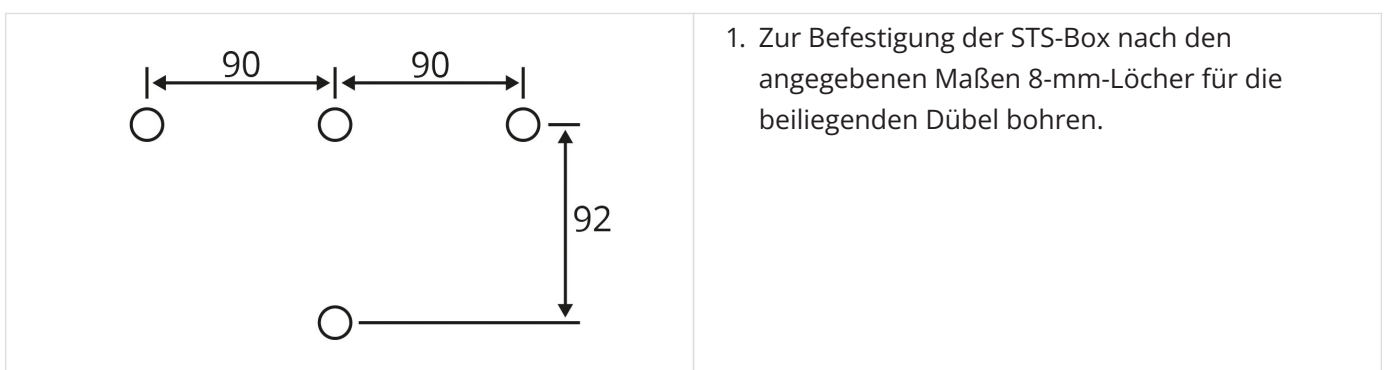 90 90
92
1. Zur Befestigung der STS-Box nach den
angegebenen Maßen 8-mm-Löcher für die
beiliegenden Dübel bohren.